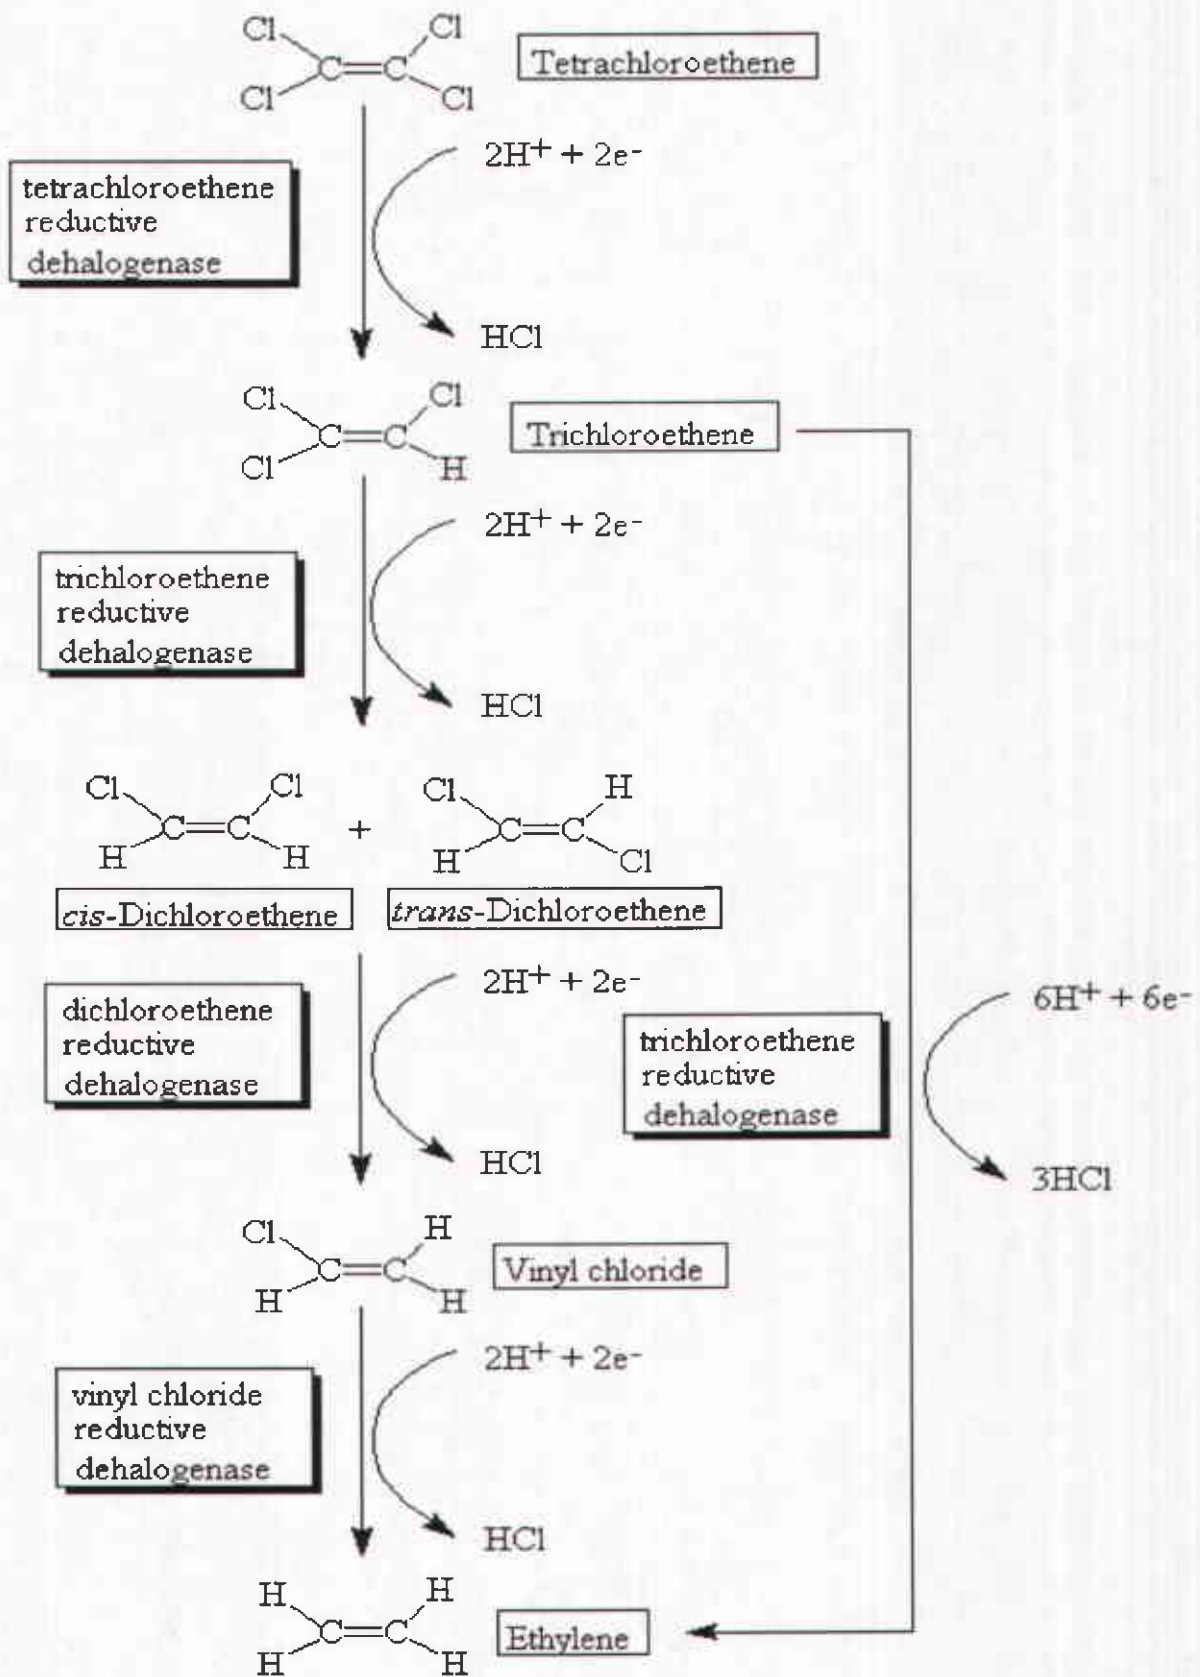 Cl Cl
C=C
Cl Cl
Tetrachloroethene
2H+ + 2e-
tetrachloroethene
reductive
dehalogenase
HCl
Cl Cl
C=C
Cl H
Trichloroethene
2H+ + 2e-
trichloroethene
reductive
dehalogenase
HCl
Cl Cl
C=C
H H
+
Cl H
C=C
H Cl
cis-Dichloroethene
trans-Dichloroethene
2H+ + 2e-
dichloroethene
reductive
dehalogenase
HCl
trichloroethene
reductive
dehalogenase
6H+ + 6e-
3HCl
Cl H
C=C
H H
Vinyl chloride
2H+ + 2e-
vinyl chloride
reductive
dehalogenase
HCl
H H
C=C
H H
Ethylene